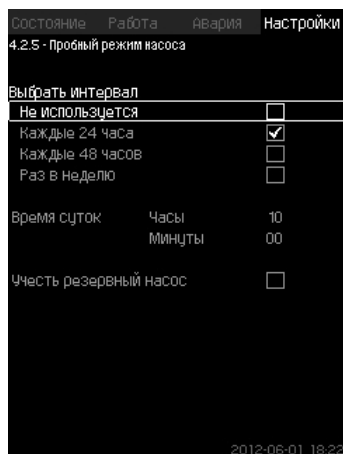 Состояние Работа Авария Настройки
4.2.5 - Пробный режим насоса
Выбрать интервал
Не используется
Каждые 24 часа
Каждые 48 часов
Раз в неделю
Время суток Часы 10
Минуты 00
Учесть резервный насос
2012-06-01 18:22